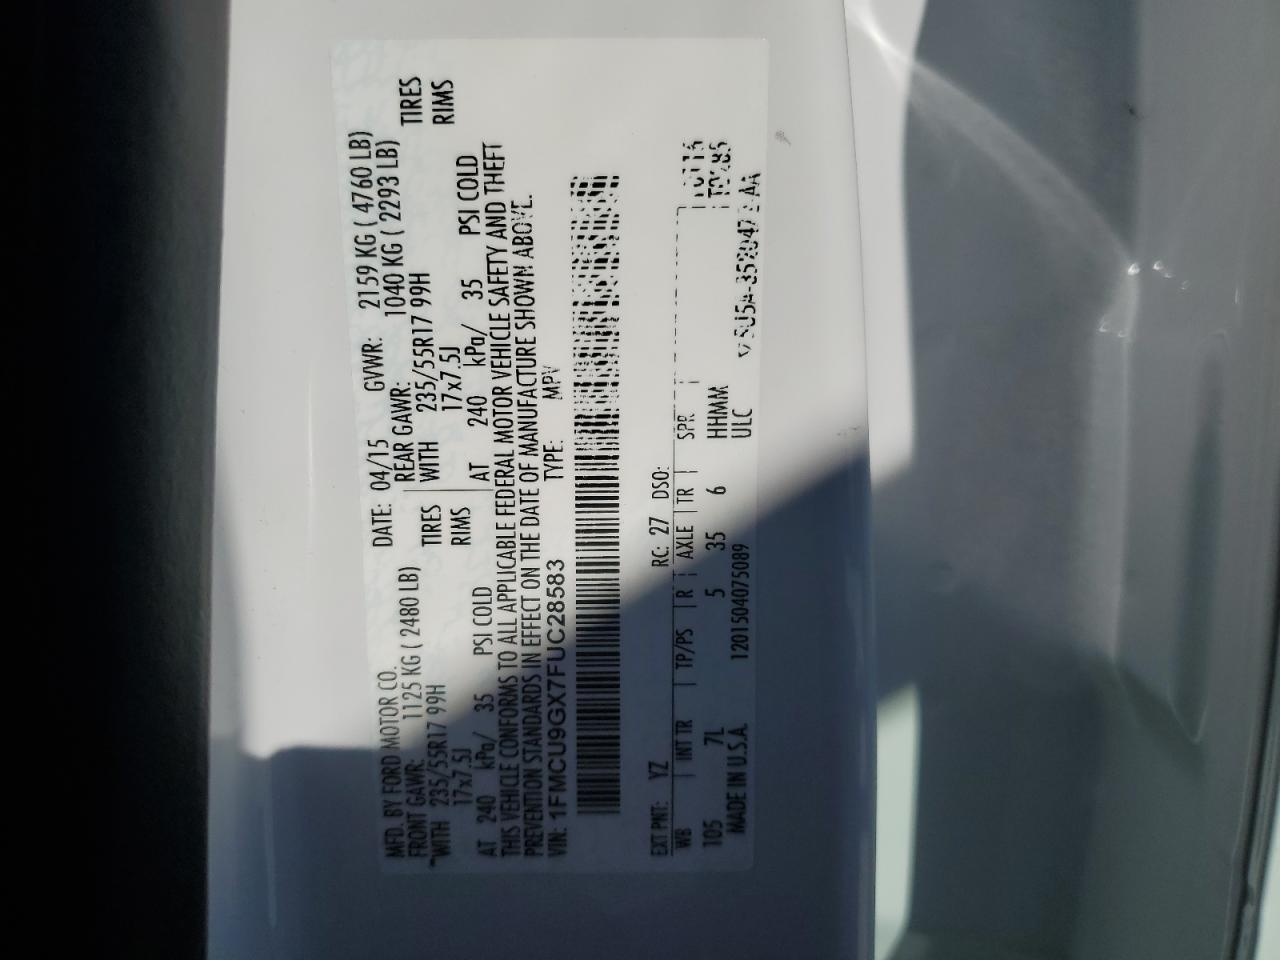 MFD. BY FORD MOTOR CO. DATE: 04/15 GVWR: 2159 KG ( 4760 LB)
FRONT GAWR: 1125 KG ( 2480 LB) REAR GAWR: 1040 KG ( 2293 LB)
WITH 235/55R17 99H TIRES WITH 235/55R17 99H TIRES
17x7.5J RIMS 17x7.5J RIMS
AT 240 kPa/ 35 PSI COLD AT 240 kPa/ 35 PSI COLD
THIS VEHICLE CONFORMS TO ALL APPLICABLE FEDERAL MOTOR VEHICLE SAFETY AND THEFT
PREVENTION STANDARDS IN EFFECT ON THE DATE OF MANUFACTURE SHOWN ABOVE.
VIN: 1FMCU9GX7FUC28583 TYPE: MPV
EXT PNT: YZ RC: 27 DSO:
WB INT TR TP/PS R AXLE TR SPR
105 7L 5 35 6 HHMM
MADE IN U.S.A. 1201504075089 ULC